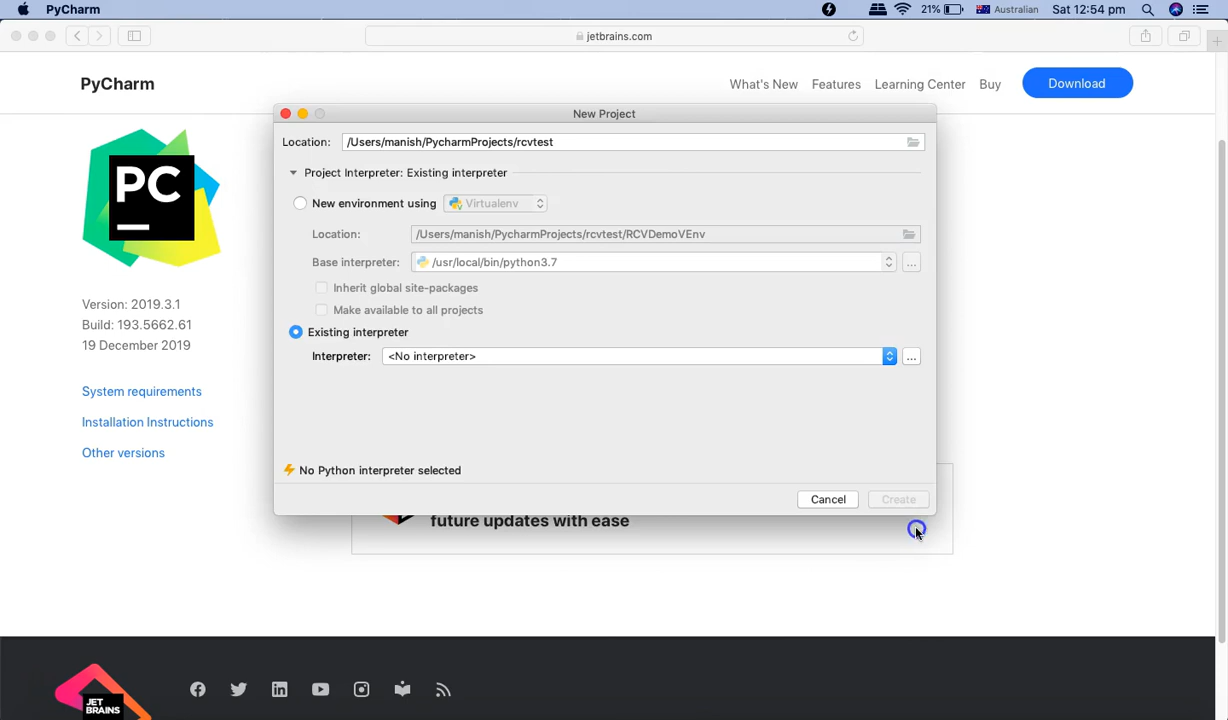 PyCharm 21% Australian Sat 12:54 pm
jetbrains.com
PyCharm What's New Features Learning Center Buy Download
New Project
Location: /Users/manish/PycharmProjects/rcvtest
Project Interpreter: Existing interpreter
New environment using Virtualenv
Location: /Users/manish/PycharmProjects/rcvtest/RCVDemoVEnv
Base interpreter: /usr/local/bin/python3.7 ...
Inherit global site-packages
Make available to all projects
Existing interpreter
Interpreter: <No interpreter> ...
No Python interpreter selected
Cancel Create
PC
Version: 2019.3.1
Build: 193.5662.61
19 December 2019
System requirements
Installation Instructions
Other versions
future updates with ease
JET
BRAINS